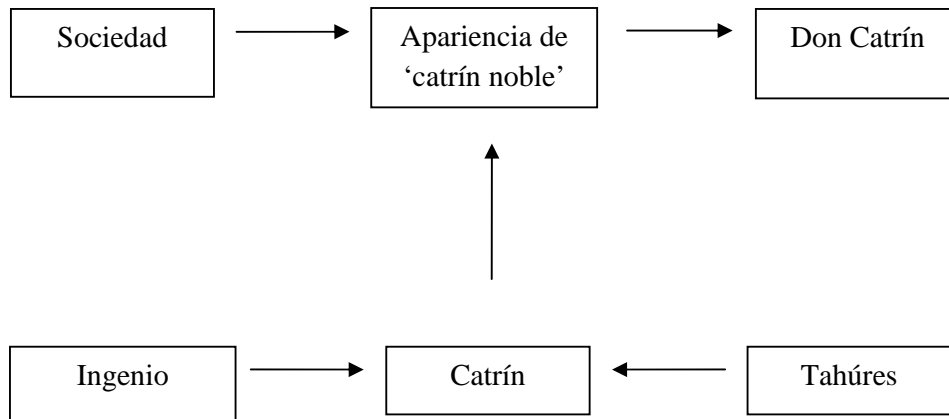 Sociedad
Apariencia de
‘catrín noble’
Don Catrín
Ingenio
Catrín
Tahúres